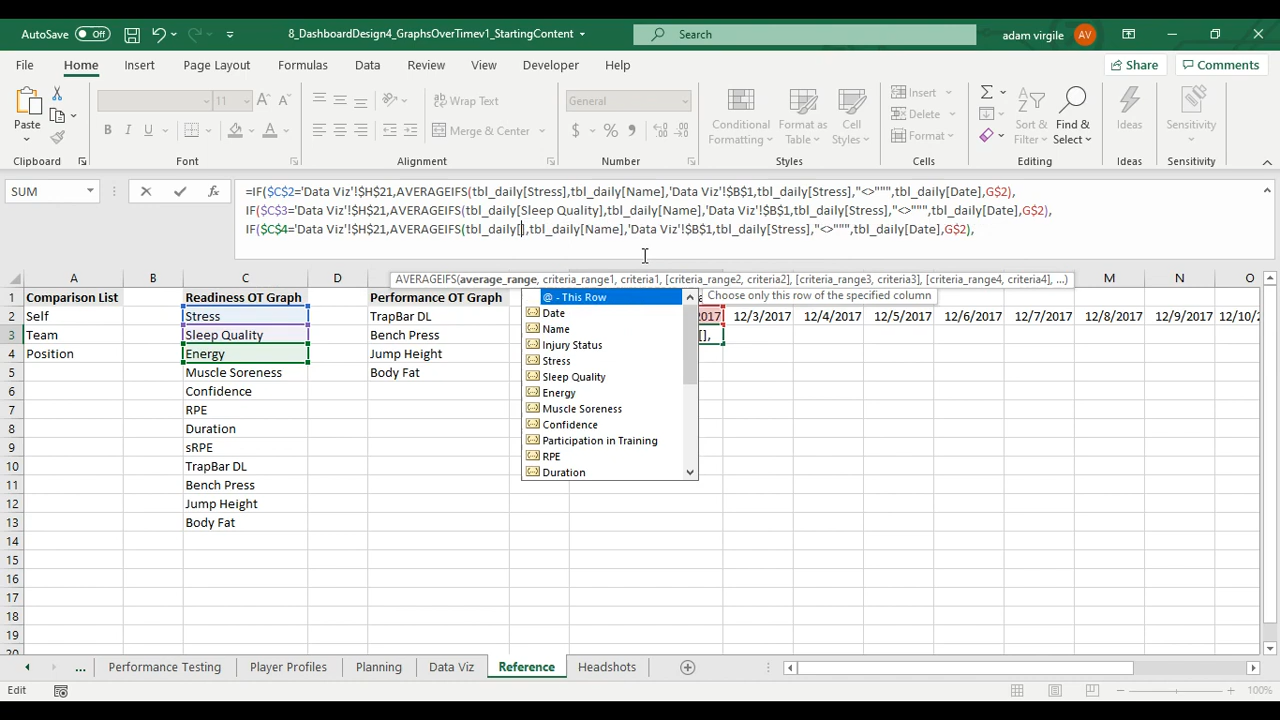 AutoSave Off 8_DashboardDesign4_GraphsOverTimev1_StartingContent Search adam virgile AV
File Home Insert Page Layout Formulas Data Review View Developer Help Share Comments
Paste 11 A A Wrap Text General Conditional Format as Cell Insert Sort & Find & Ideas Sensitivity
B I U A Merge & Center $ % 9 Formatting Table Styles Delete Filter Select
Format
Clipboard Font Alignment Number Styles Cells Editing Ideas Sensitivity
SUM fx =IF($C$2='Data Viz'!$H$21,AVERAGEIFS(tbl_daily[Stress],tbl_daily[Name],'Data Viz'!$B$1,tbl_daily[Stress],"<>""",tbl_daily[Date],G$2),
IF($C$3='Data Viz'!$H$21,AVERAGEIFS(tbl_daily[Sleep Quality],tbl_daily[Name],'Data Viz'!$B$1,tbl_daily[Stress],"<>""",tbl_daily[Date],G$2),
IF($C$4='Data Viz'!$H$21,AVERAGEIFS(tbl_daily[],tbl_daily[Name],'Data Viz'!$B$1,tbl_daily[Stress],"<>""",tbl_daily[Date],G$2),
AVERAGEIFS(average_range, criteria_range1, criteria1, [criteria_range2, criteria2], [criteria_range3, criteria3], [criteria_range4, criteria4], ...)
A B C D E M N O
1 Comparison List Readiness OT Graph Performance OT Graph
@ - This Row Choose only this row of the specified column
2 Self Stress TrapBar DL 2017 12/3/2017 12/4/2017 12/5/2017 12/6/2017 12/7/2017 12/8/2017 12/9/2017 12/10/2
3 Team Sleep Quality Bench Press [],
4 Position Energy Jump Height
5 Muscle Soreness Body Fat
6 Confidence
7 RPE
8 Duration
9 sRPE
10 TrapBar DL
11 Bench Press
12 Jump Height
13 Body Fat
14
15
16
17
18
19
20
Date
Name
Injury Status
Stress
Sleep Quality
Energy
Muscle Soreness
Confidence
Participation in Training
RPE
Duration
... Performance Testing Player Profiles Planning Data Viz Reference Headshots
Edit 100%